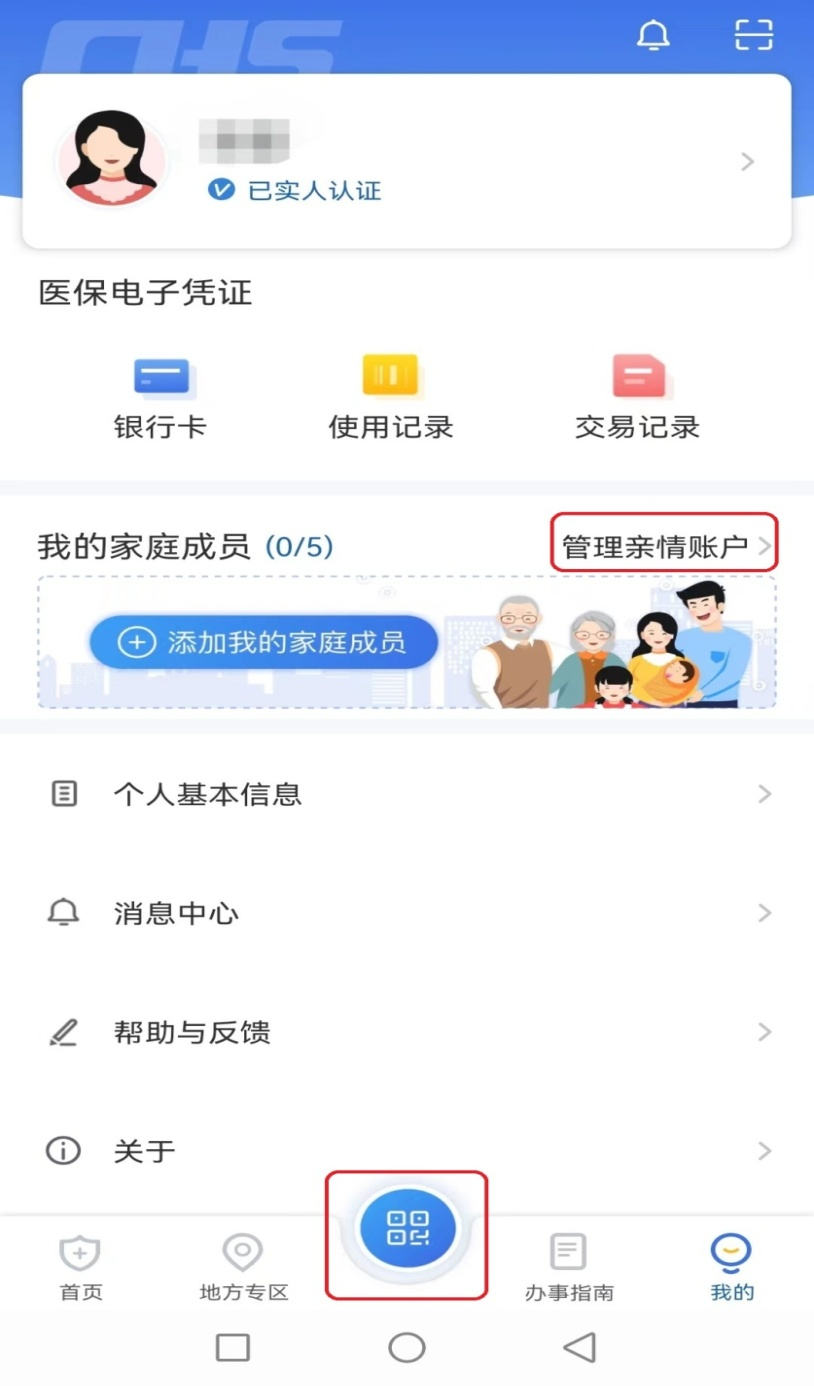 CHS
已实人认证
医保电子凭证
银行卡 使用记录 交易记录
我的家庭成员 (0/5) 管理亲情账户
添加我的家庭成员
个人基本信息
消息中心
帮助与反馈
关于
首页 地方专区 办事指南 我的